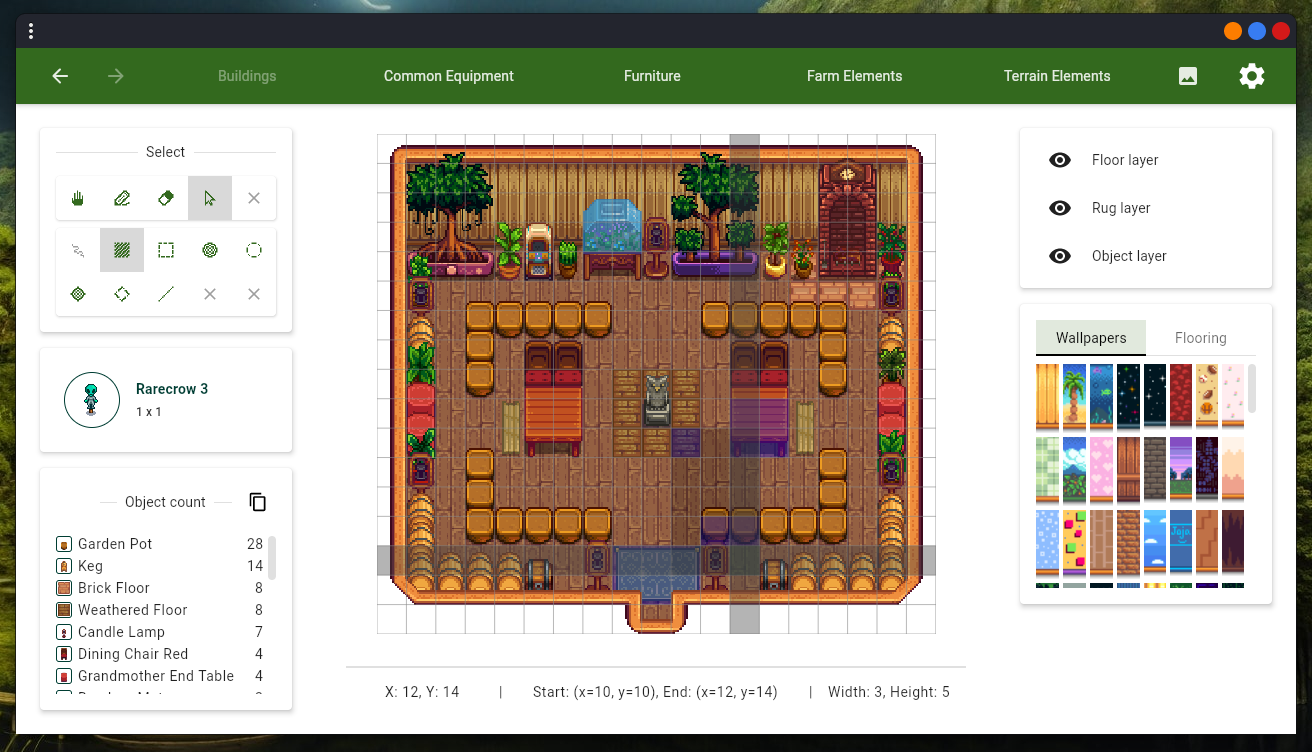 Buildings
Common Equipment
Furniture
Farm Elements
Terrain Elements
Select
Rarecrow 3
1 x 1
Object count
Garden Pot 28
Keg 14
Brick Floor 8
Weathered Floor 8
Candle Lamp 7
Dining Chair Red 4
Grandmother End Table 4
X: 12, Y: 14 | Start: (x=10, y=10), End: (x=12, y=14) | Width: 3, Height: 5
Floor layer
Rug layer
Object layer
Wallpapers Flooring
Joja